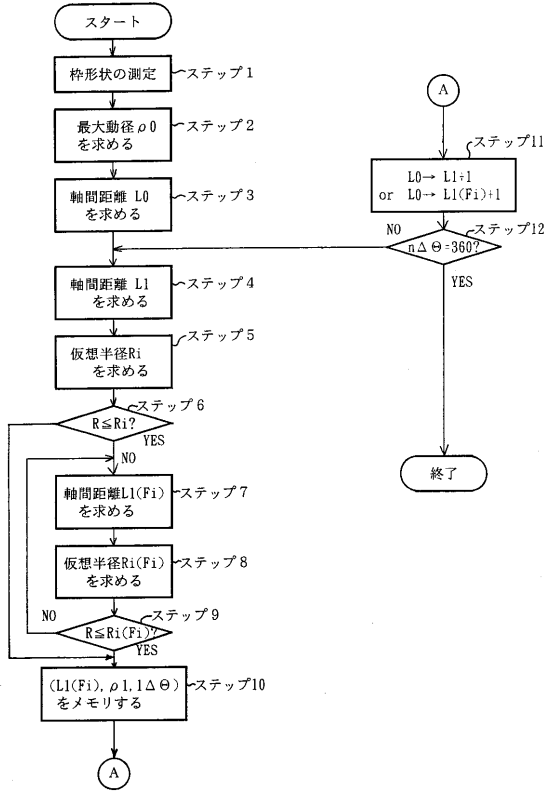 スタート
枠形状の測定
ステップ1
最大動径ρ0
を求める
ステップ2
軸間距離 L0
を求める
ステップ3
軸間距離 L1
を求める
ステップ4
仮想半径Ri
を求める
ステップ5
R≦Ri?
ステップ6
YES
NO
軸間距離L1(Fi)
を求める
ステップ7
仮想半径Ri(Fi)
を求める
ステップ8
R≦Ri(Fi)?
ステップ9
NO
YES
(L1(Fi),ρ1,1ΔΘ)
をメモリする
ステップ10
A
A
ステップ11
L0→ L1+1
or L0→ L1(Fi)+1
ステップ12
NO
nΔΘ=360?
YES
終了